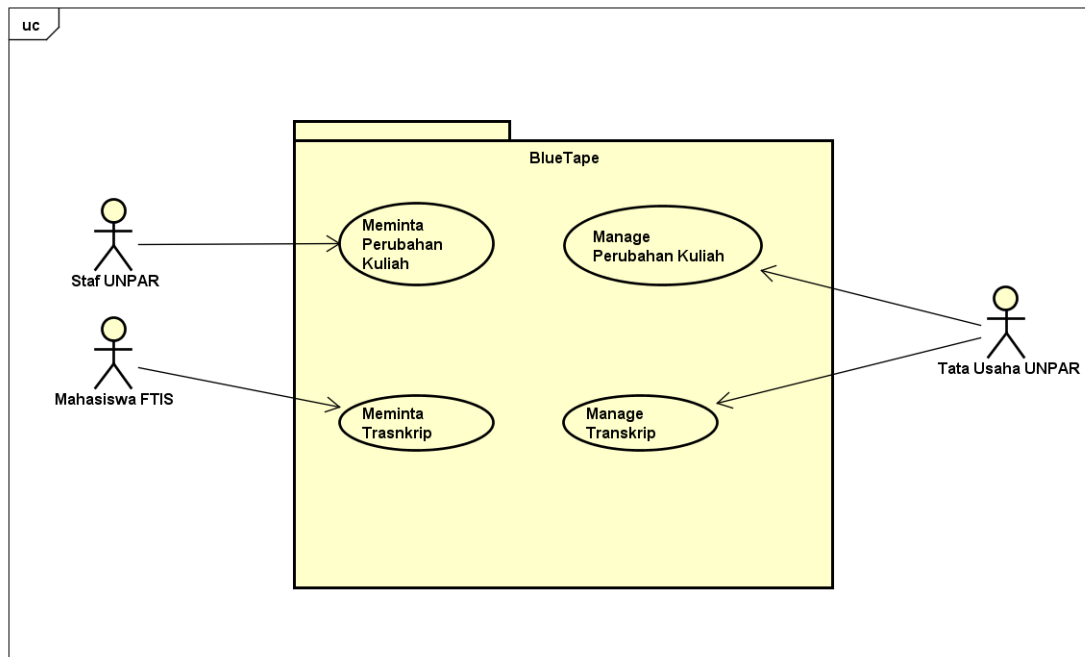 uc
BlueTape
Meminta
Perubahan
Kuliah
Manage
Perubahan Kuliah
Staf UNPAR
Mahasiswa FTIS
Tata Usaha UNPAR
Meminta
Trasnkrip
Manage
Transkrip